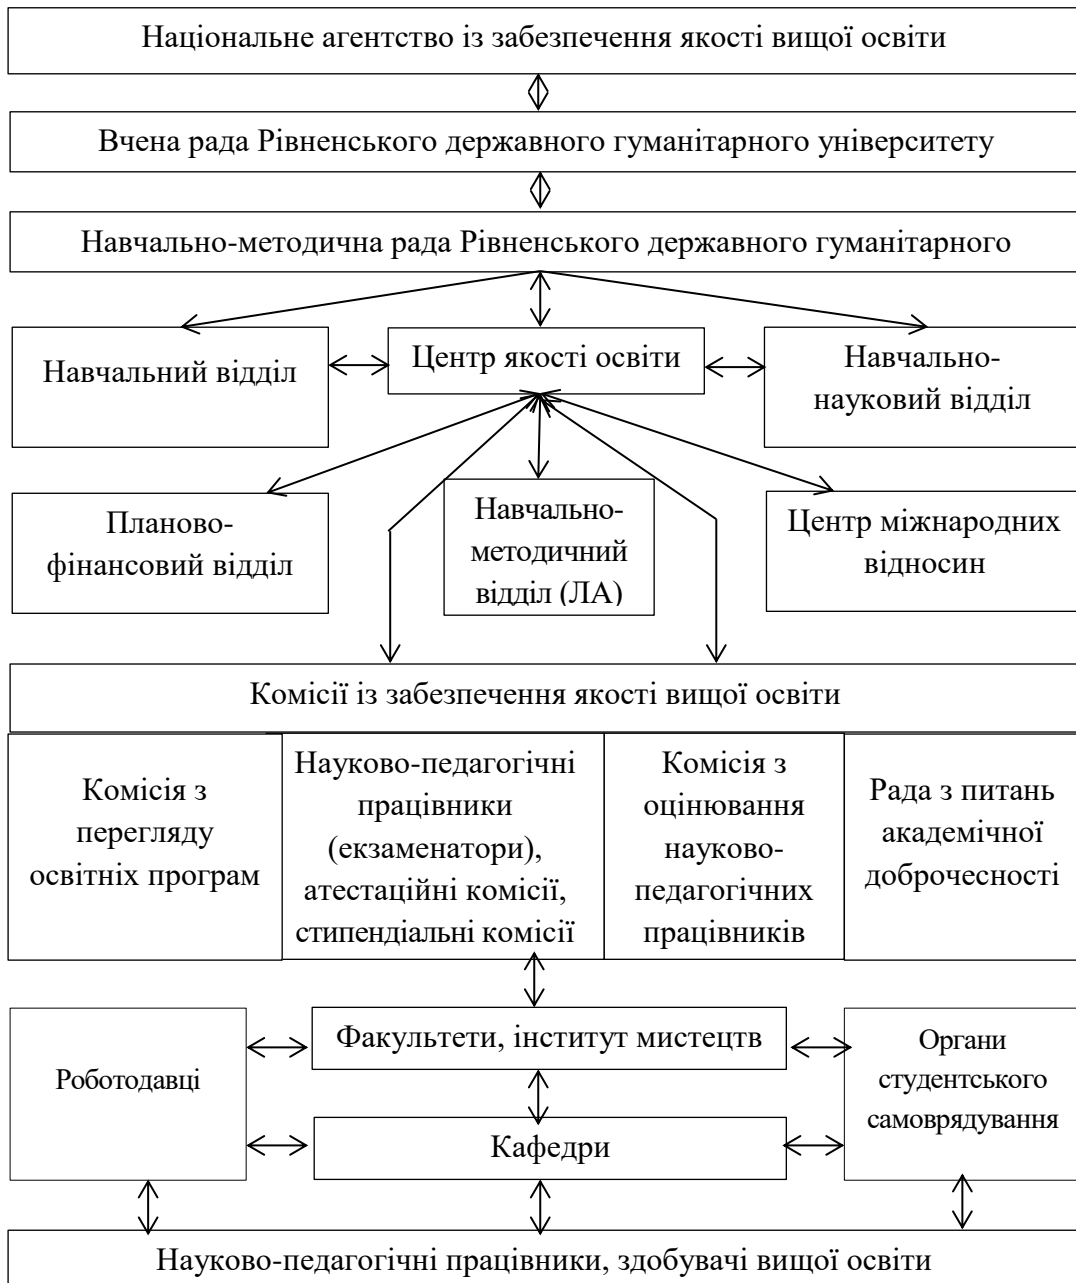 Національне агентство із забезпечення якості вищої освіти
Вчена рада Рівненського державного гуманітарного університету
Навчально-методична рада Рівненського державного гуманітарного
Навчальний відділ
Центр якості освіти
Навчально-
науковий відділ
Планово-
фінансовий відділ
Навчально-
методичний
відділ (ЛА)
Центр міжнародних
відносин
Комісії із забезпечення якості вищої освіти
Комісія з
перегляду
освітніх програм
Науково-педагогічні
працівники
(екзаменатори),
атестаційні комісії,
стипендіальні комісії
Комісія з
оцінювання
науково-
педагогічних
працівників
Рада з питань
академічної
доброчесності
Роботодавці
Факультети, інститут мистецтв
Кафедри
Органи
студентського
самоврядування
Науково-педагогічні працівники, здобувачі вищої освіти